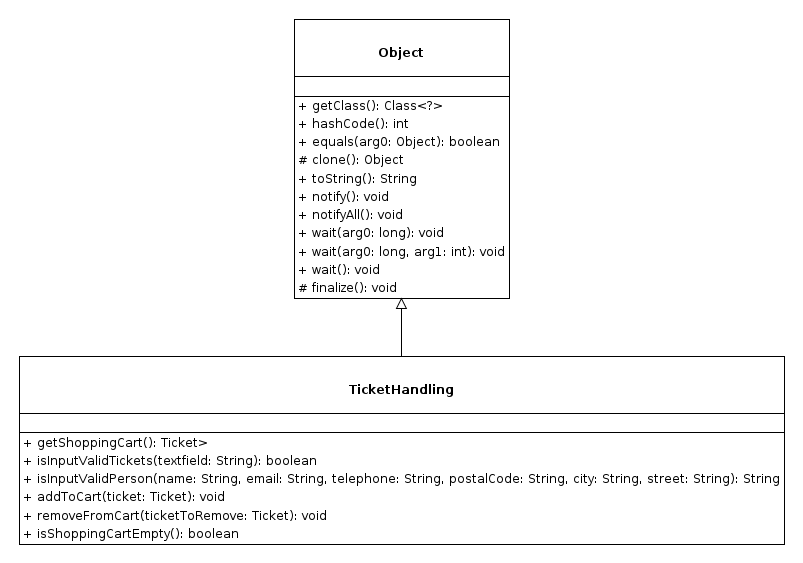 Object
+ getClass(): Class<?>
+ hashCode(): int
+ equals(arg0: Object): boolean
# clone(): Object
+ toString(): String
+ notify(): void
+ notifyAll(): void
+ wait(arg0: long): void
+ wait(arg0: long, arg1: int): void
+ wait(): void
# finalize(): void
TicketHandling
+ getShoppingCart(): Ticket>
+ isInputValidTickets(textfield: String): boolean
+ isInputValidPerson(name: String, email: String, telephone: String, postalCode: String, city: String, street: String): String
+ addToCart(ticket: Ticket): void
+ removeFromCart(ticketToRemove: Ticket): void
+ isShoppingCartEmpty(): boolean